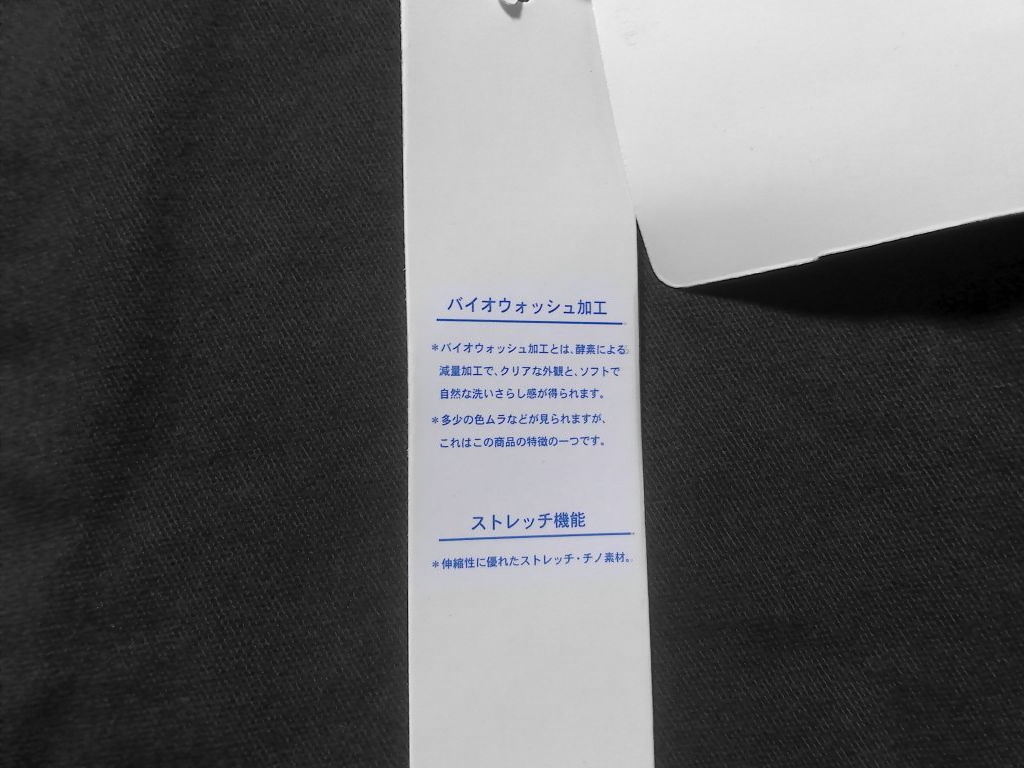 バイオウォッシュ加工
＊バイオウォッシュ加工とは、酵素による
減量加工で、クリアな外観と、ソフトで
自然な洗いさらし感が得られます。
＊多少の色ムラなどが見られますが、
これはこの商品の特徴の一つです。
ストレッチ機能
＊伸縮性に優れたストレッチ・チノ素材。